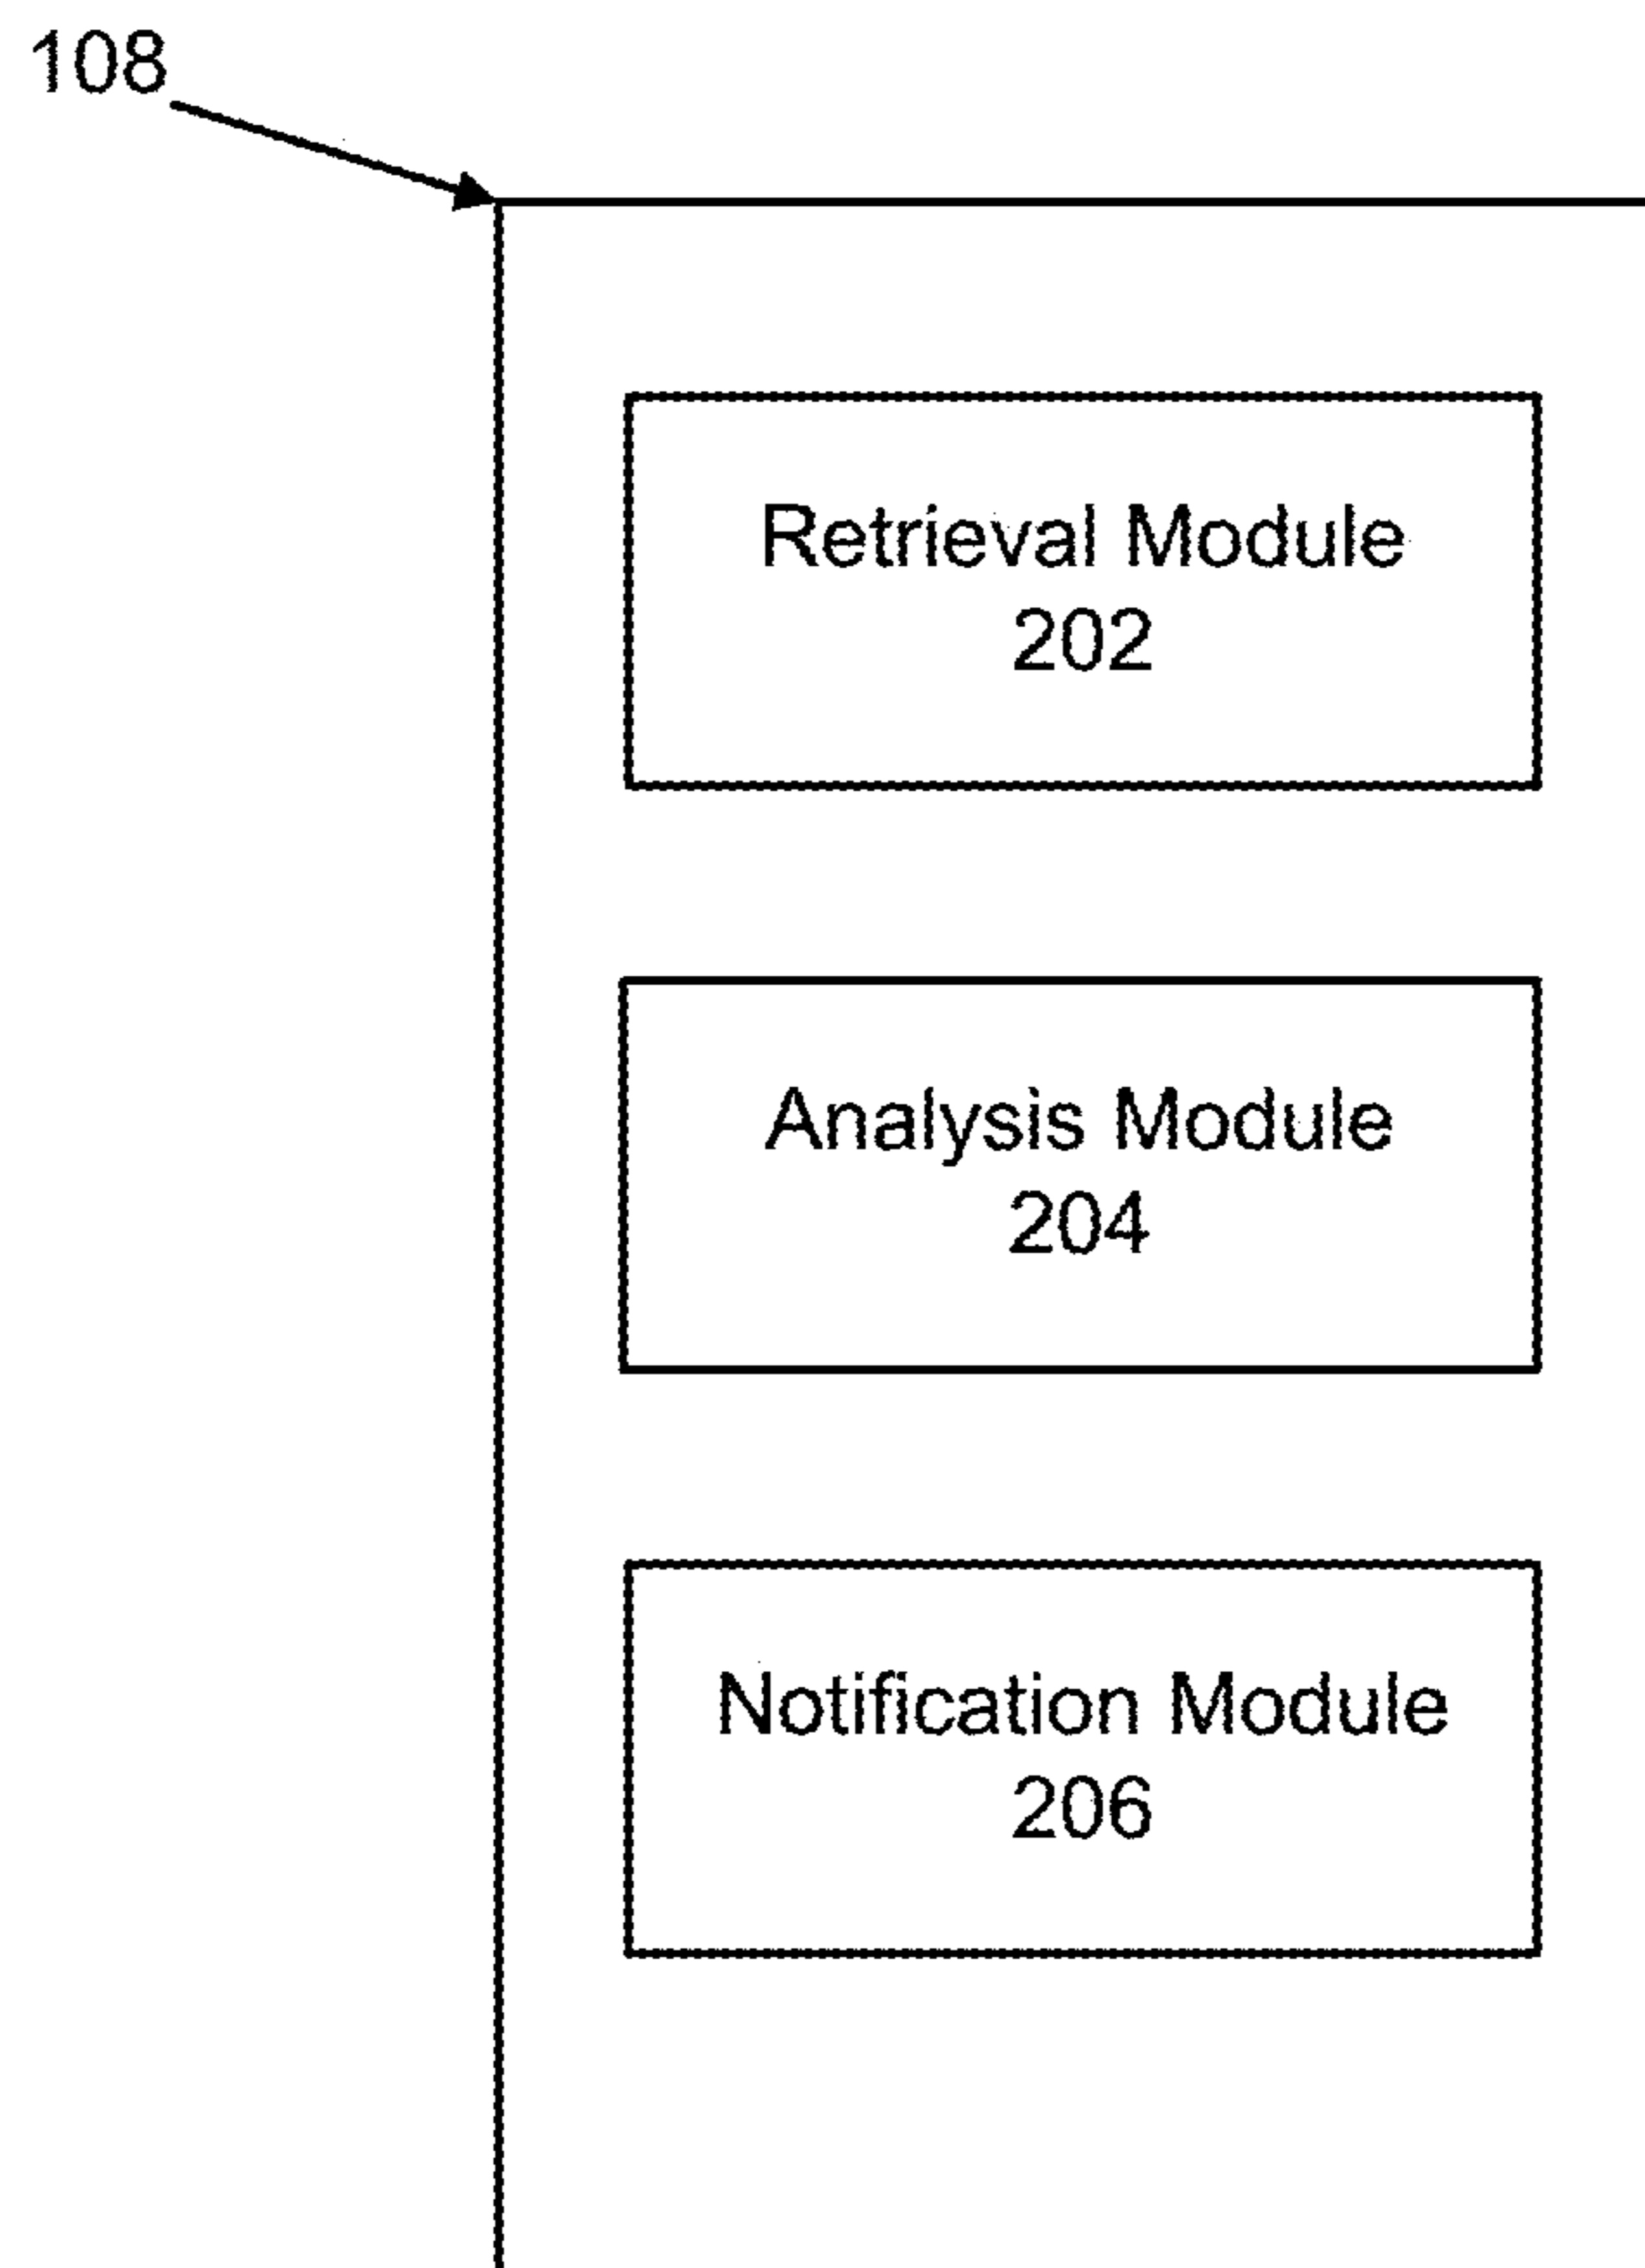 108
Retrieval Module
202
Analysis Module
204
Notification Module
206